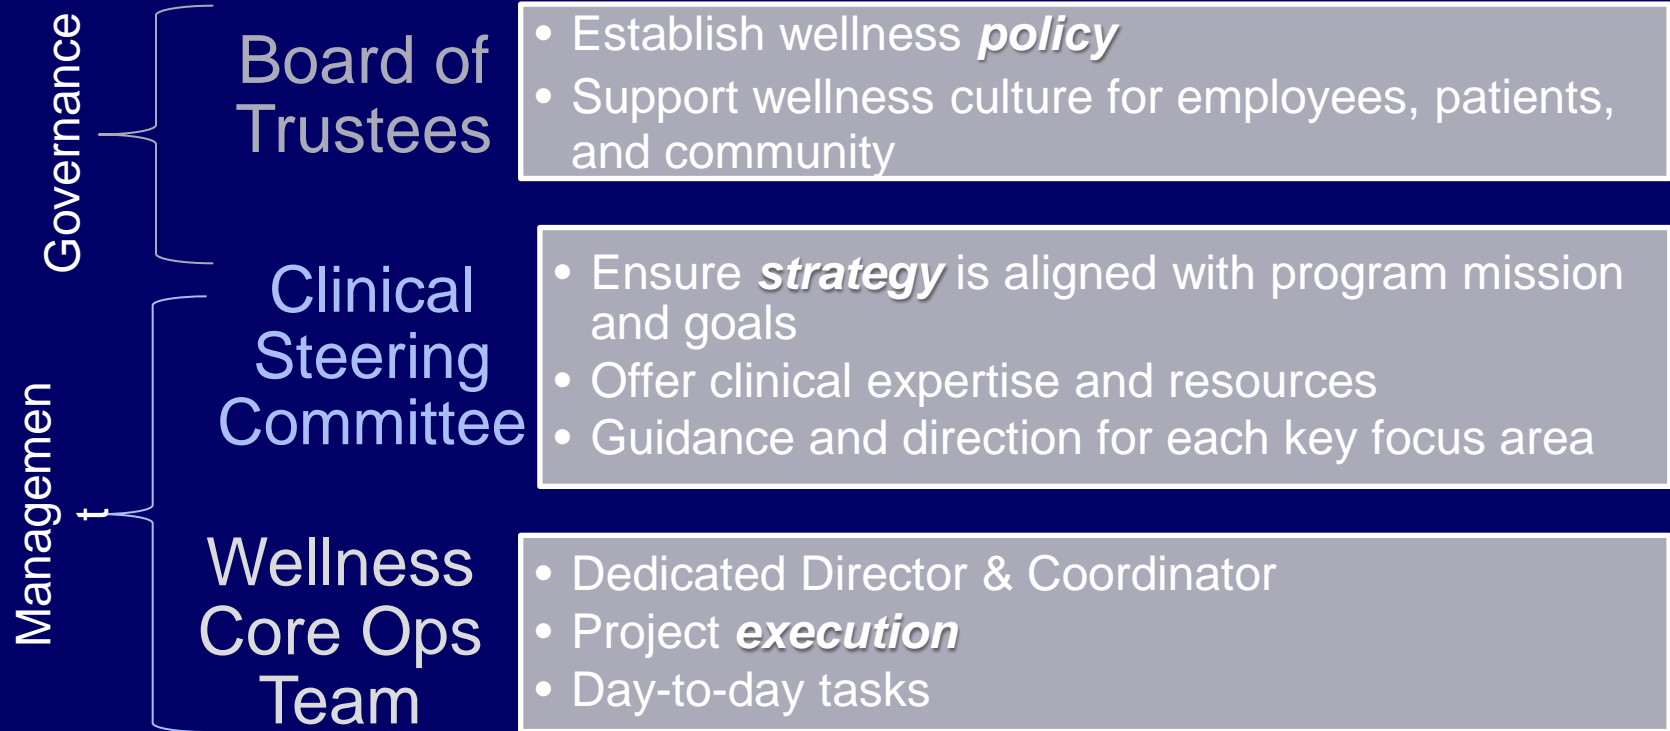 Governance
Board of
Trustees
• Establish wellness policy
• Support wellness culture for employees, patients,
and community
Managemen
t
Clinical
Steering
Committee
• Ensure strategy is aligned with program mission
and goals
• Offer clinical expertise and resources
• Guidance and direction for each key focus area
Wellness
Core Ops
Team
• Dedicated Director & Coordinator
• Project execution
• Day-to-day tasks